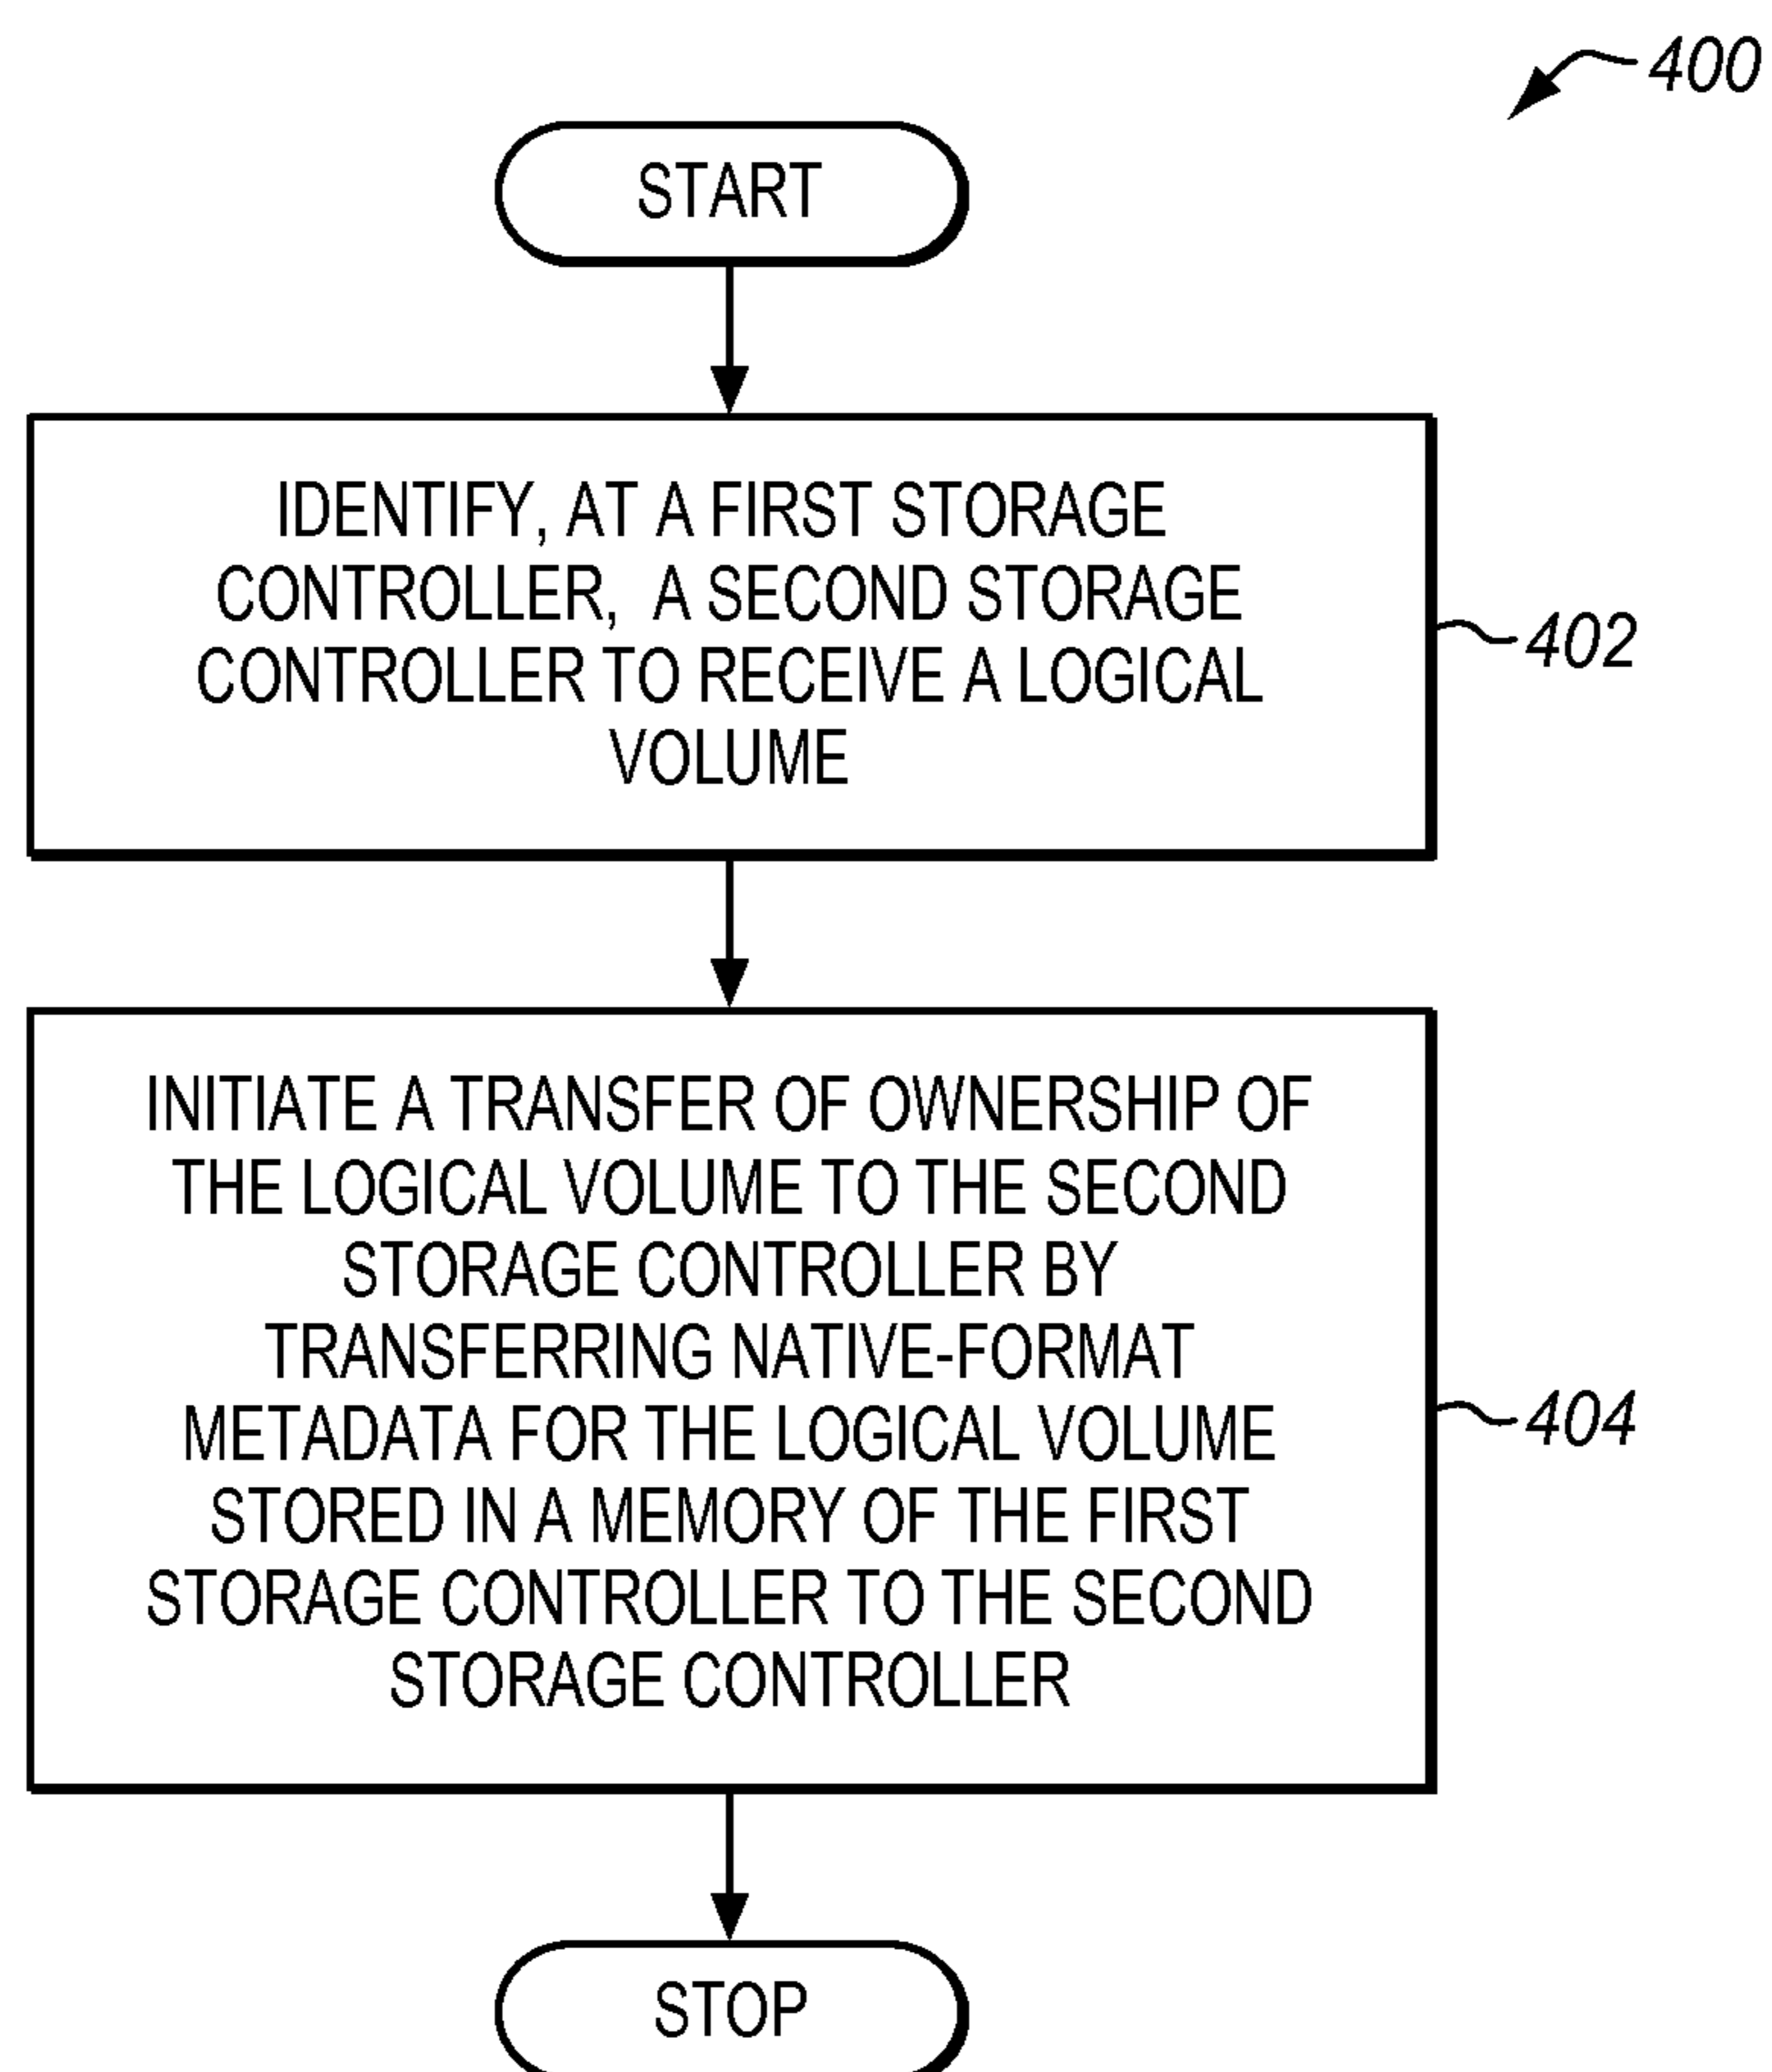 400
START
IDENTIFY, AT A FIRST STORAGE
CONTROLLER, A SECOND STORAGE
CONTROLLER TO RECEIVE A LOGICAL
VOLUME
402
INITIATE A TRANSFER OF OWNERSHIP OF
THE LOGICAL VOLUME TO THE SECOND
STORAGE CONTROLLER BY
TRANSFERRING NATIVE-FORMAT
METADATA FOR THE LOGICAL VOLUME
STORED IN A MEMORY OF THE FIRST
STORAGE CONTROLLER TO THE SECOND
STORAGE CONTROLLER
404
STOP